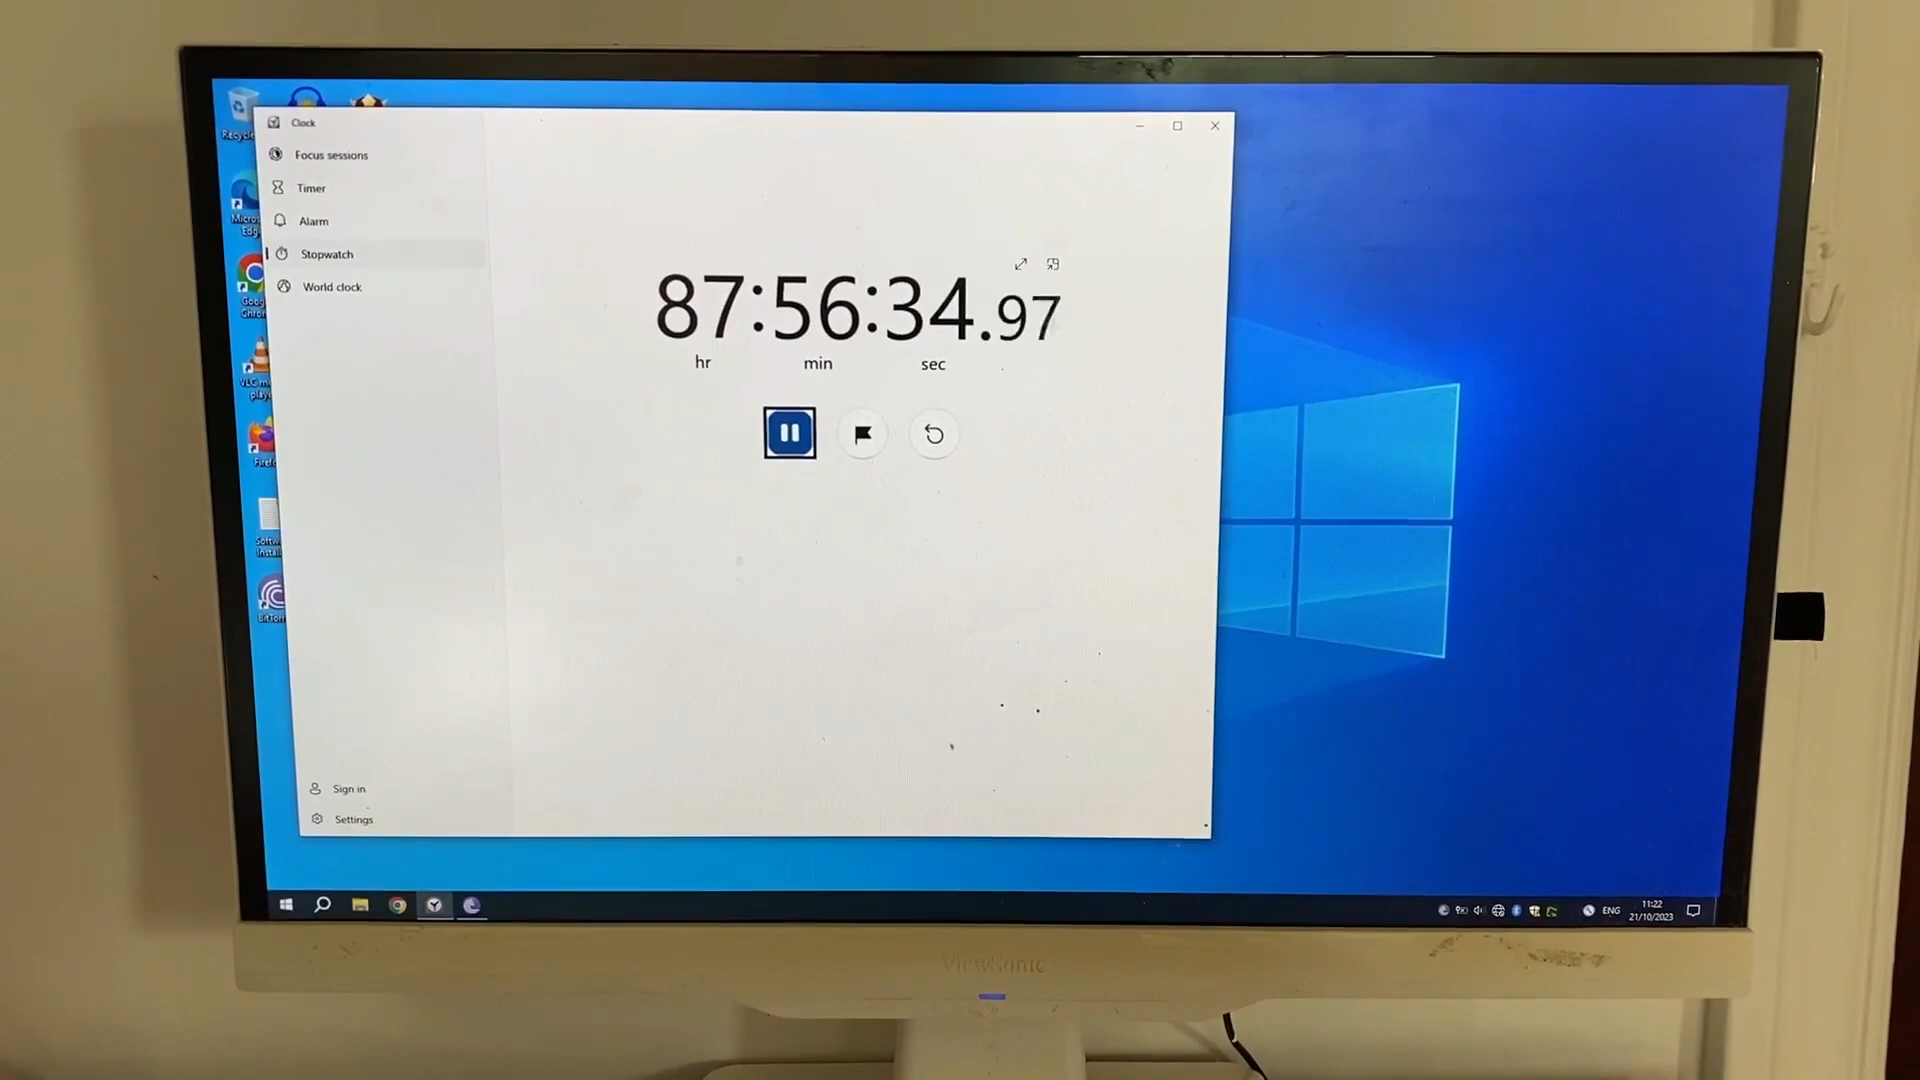 Clock
Focus sessions
Timer
Alarm
Stopwatch
World clock
87:56:34.97
hr min sec
Sign in
Settings
ENG
11:22
21/10/2023
ViewSonic